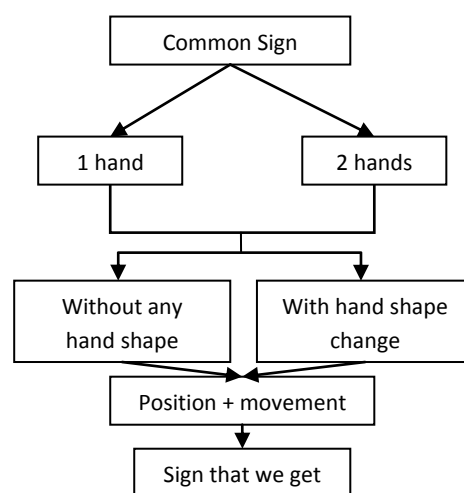 Common Sign
1 hand
2 hands
Without any
hand shape
With hand shape
change
Position + movement
Sign that we get